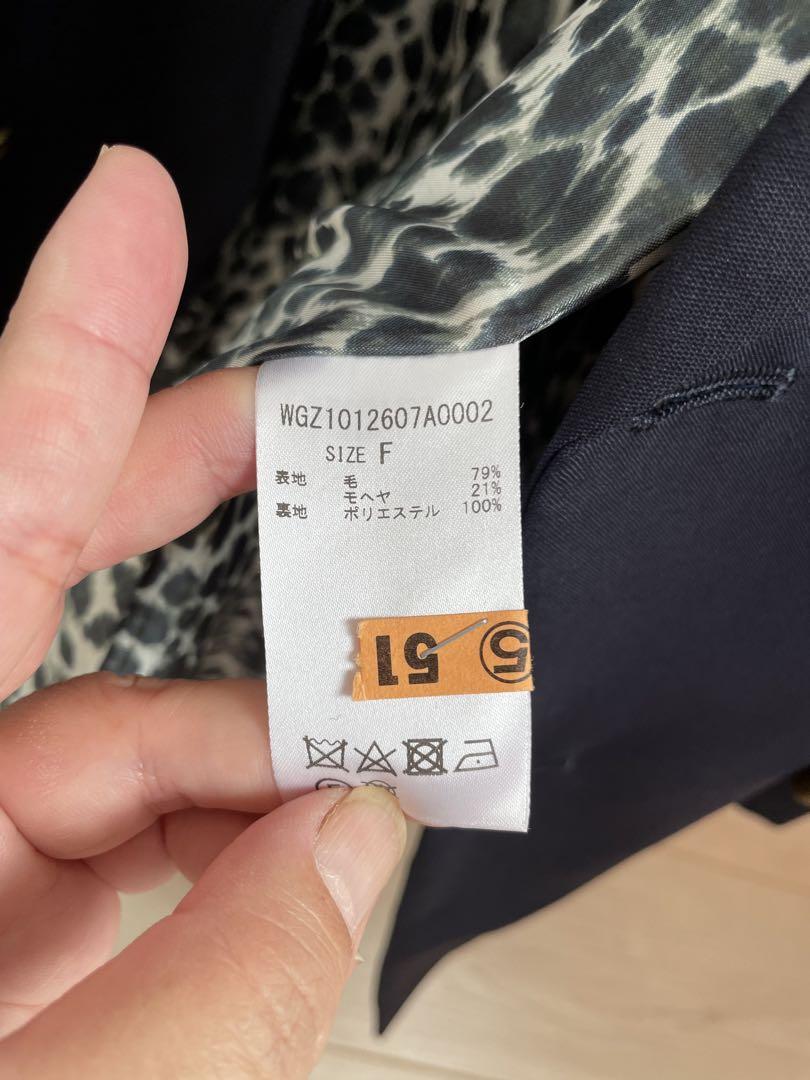 WGZ1012607A0002
SIZE F
表地 毛 79%
モヘヤ 21%
裏地 ポリエステル 100%
⑤ 51